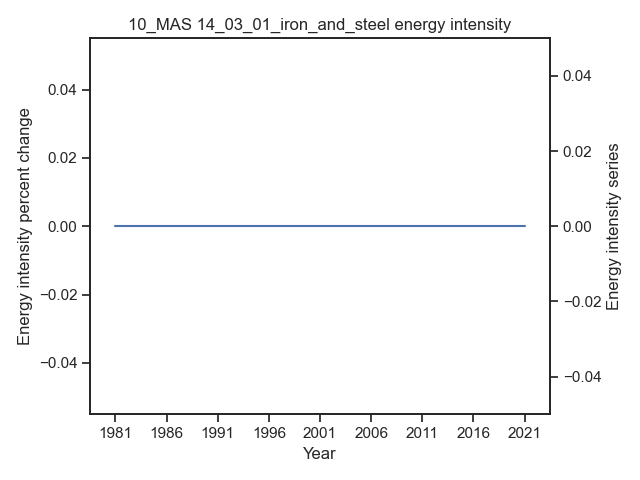 10_MAS 14_03_01_iron_and_steel energy intensity
Energy intensity percent change
0.04
0.02
0.00
−0.02
−0.04
0.04
0.02
0.00
−0.02
−0.04
Energy intensity series
1981 1986 1991 1996 2001 2006 2011 2016 2021
Year